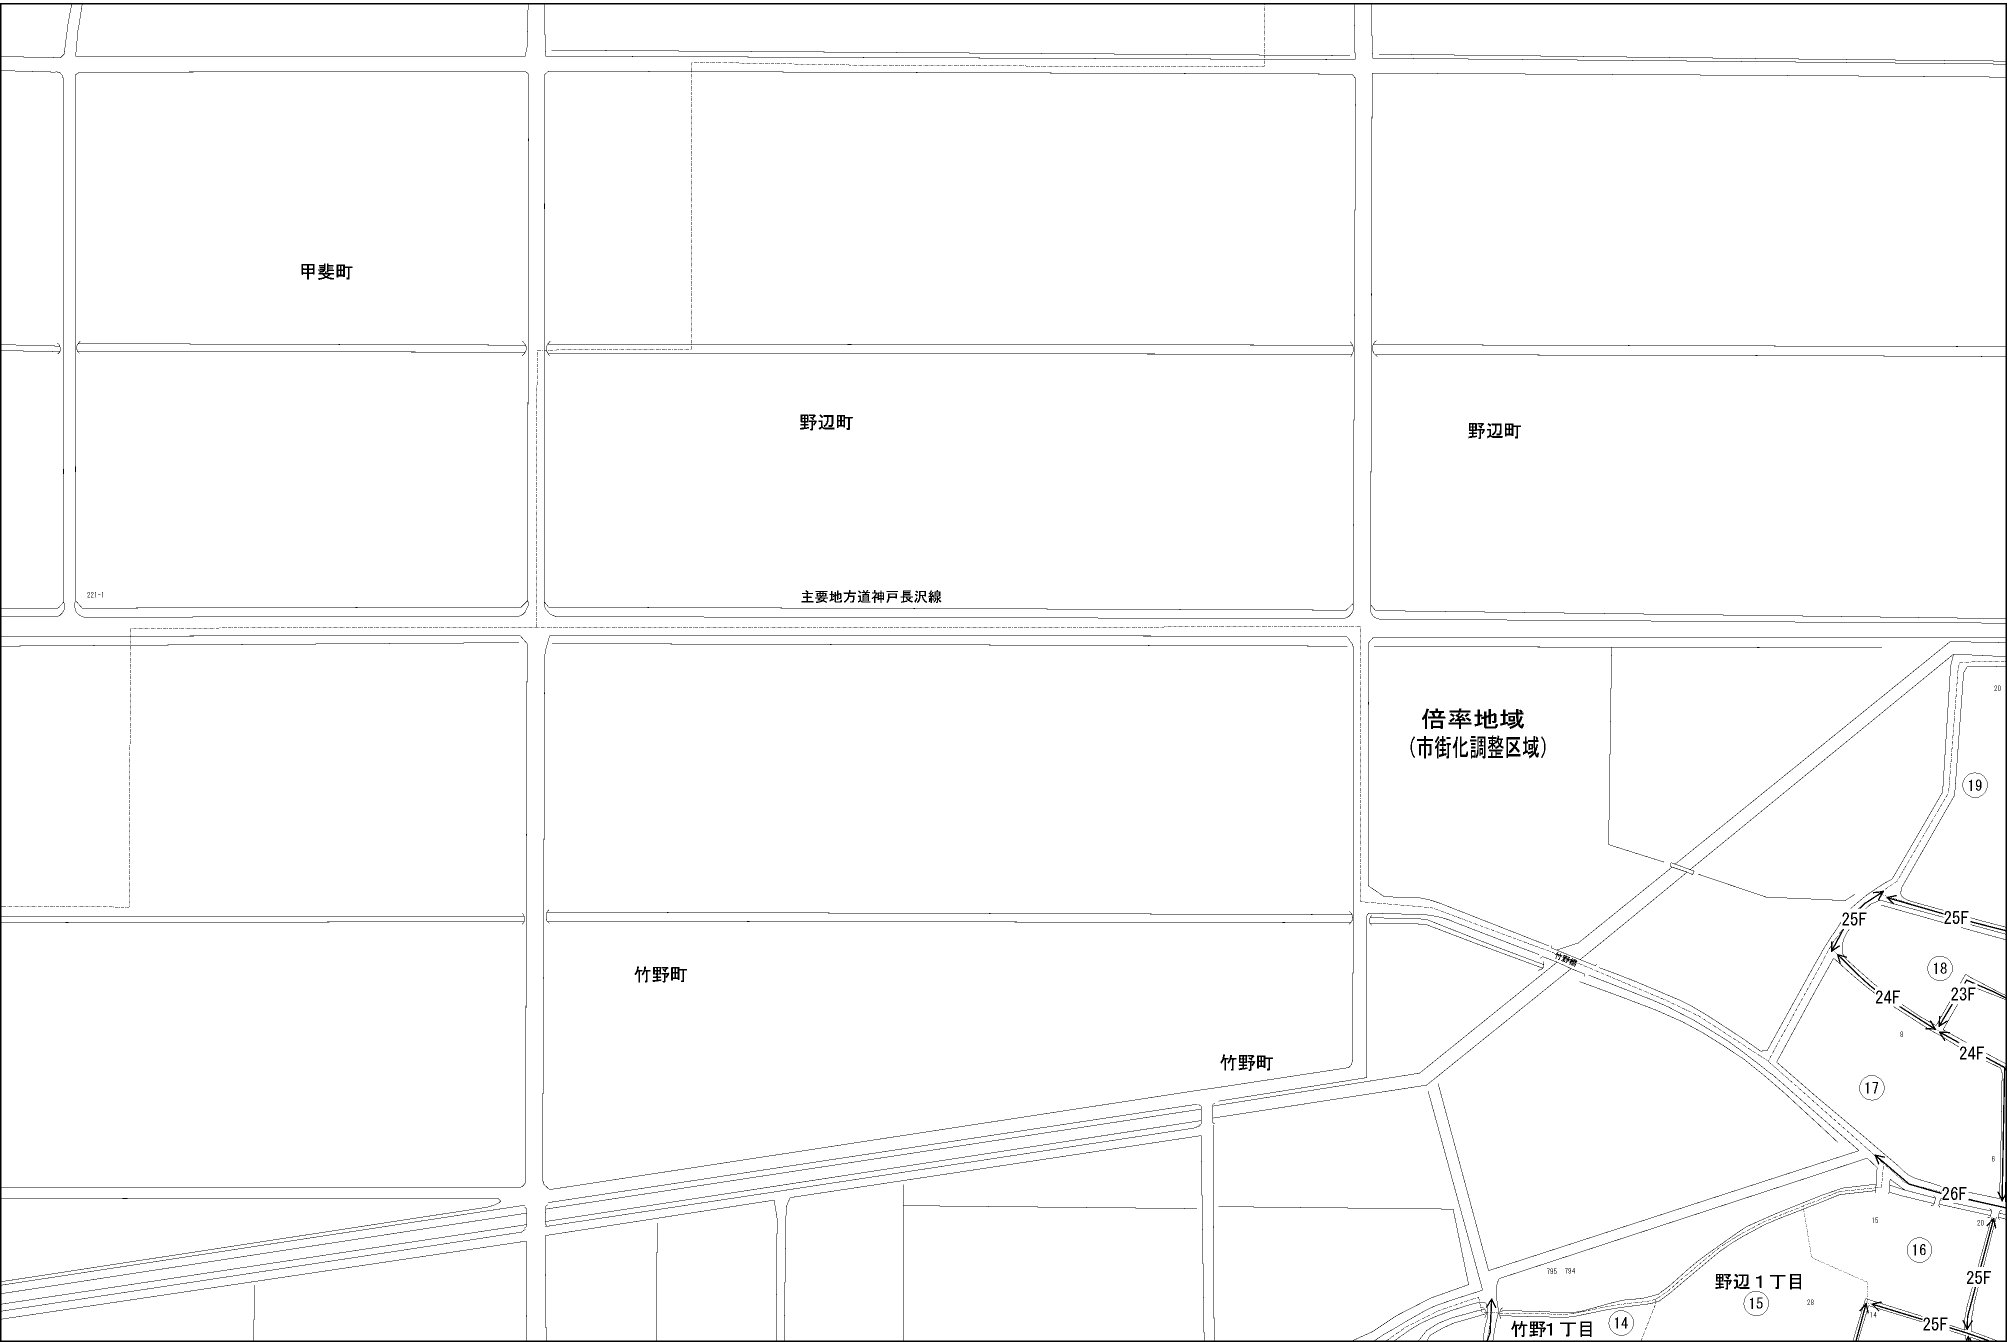 甲斐町
野辺町
野辺町
221-1
主要地方道神戸長沢線
20
倍率地域
(市街化調整区域)
19
25F
25F
竹野橋
18
竹野町
24F
23F
8
24F
竹野町
17
6
26F
15
20
16
795 794
25F
野辺1丁目
15
28
14
竹野1丁目
14
25F